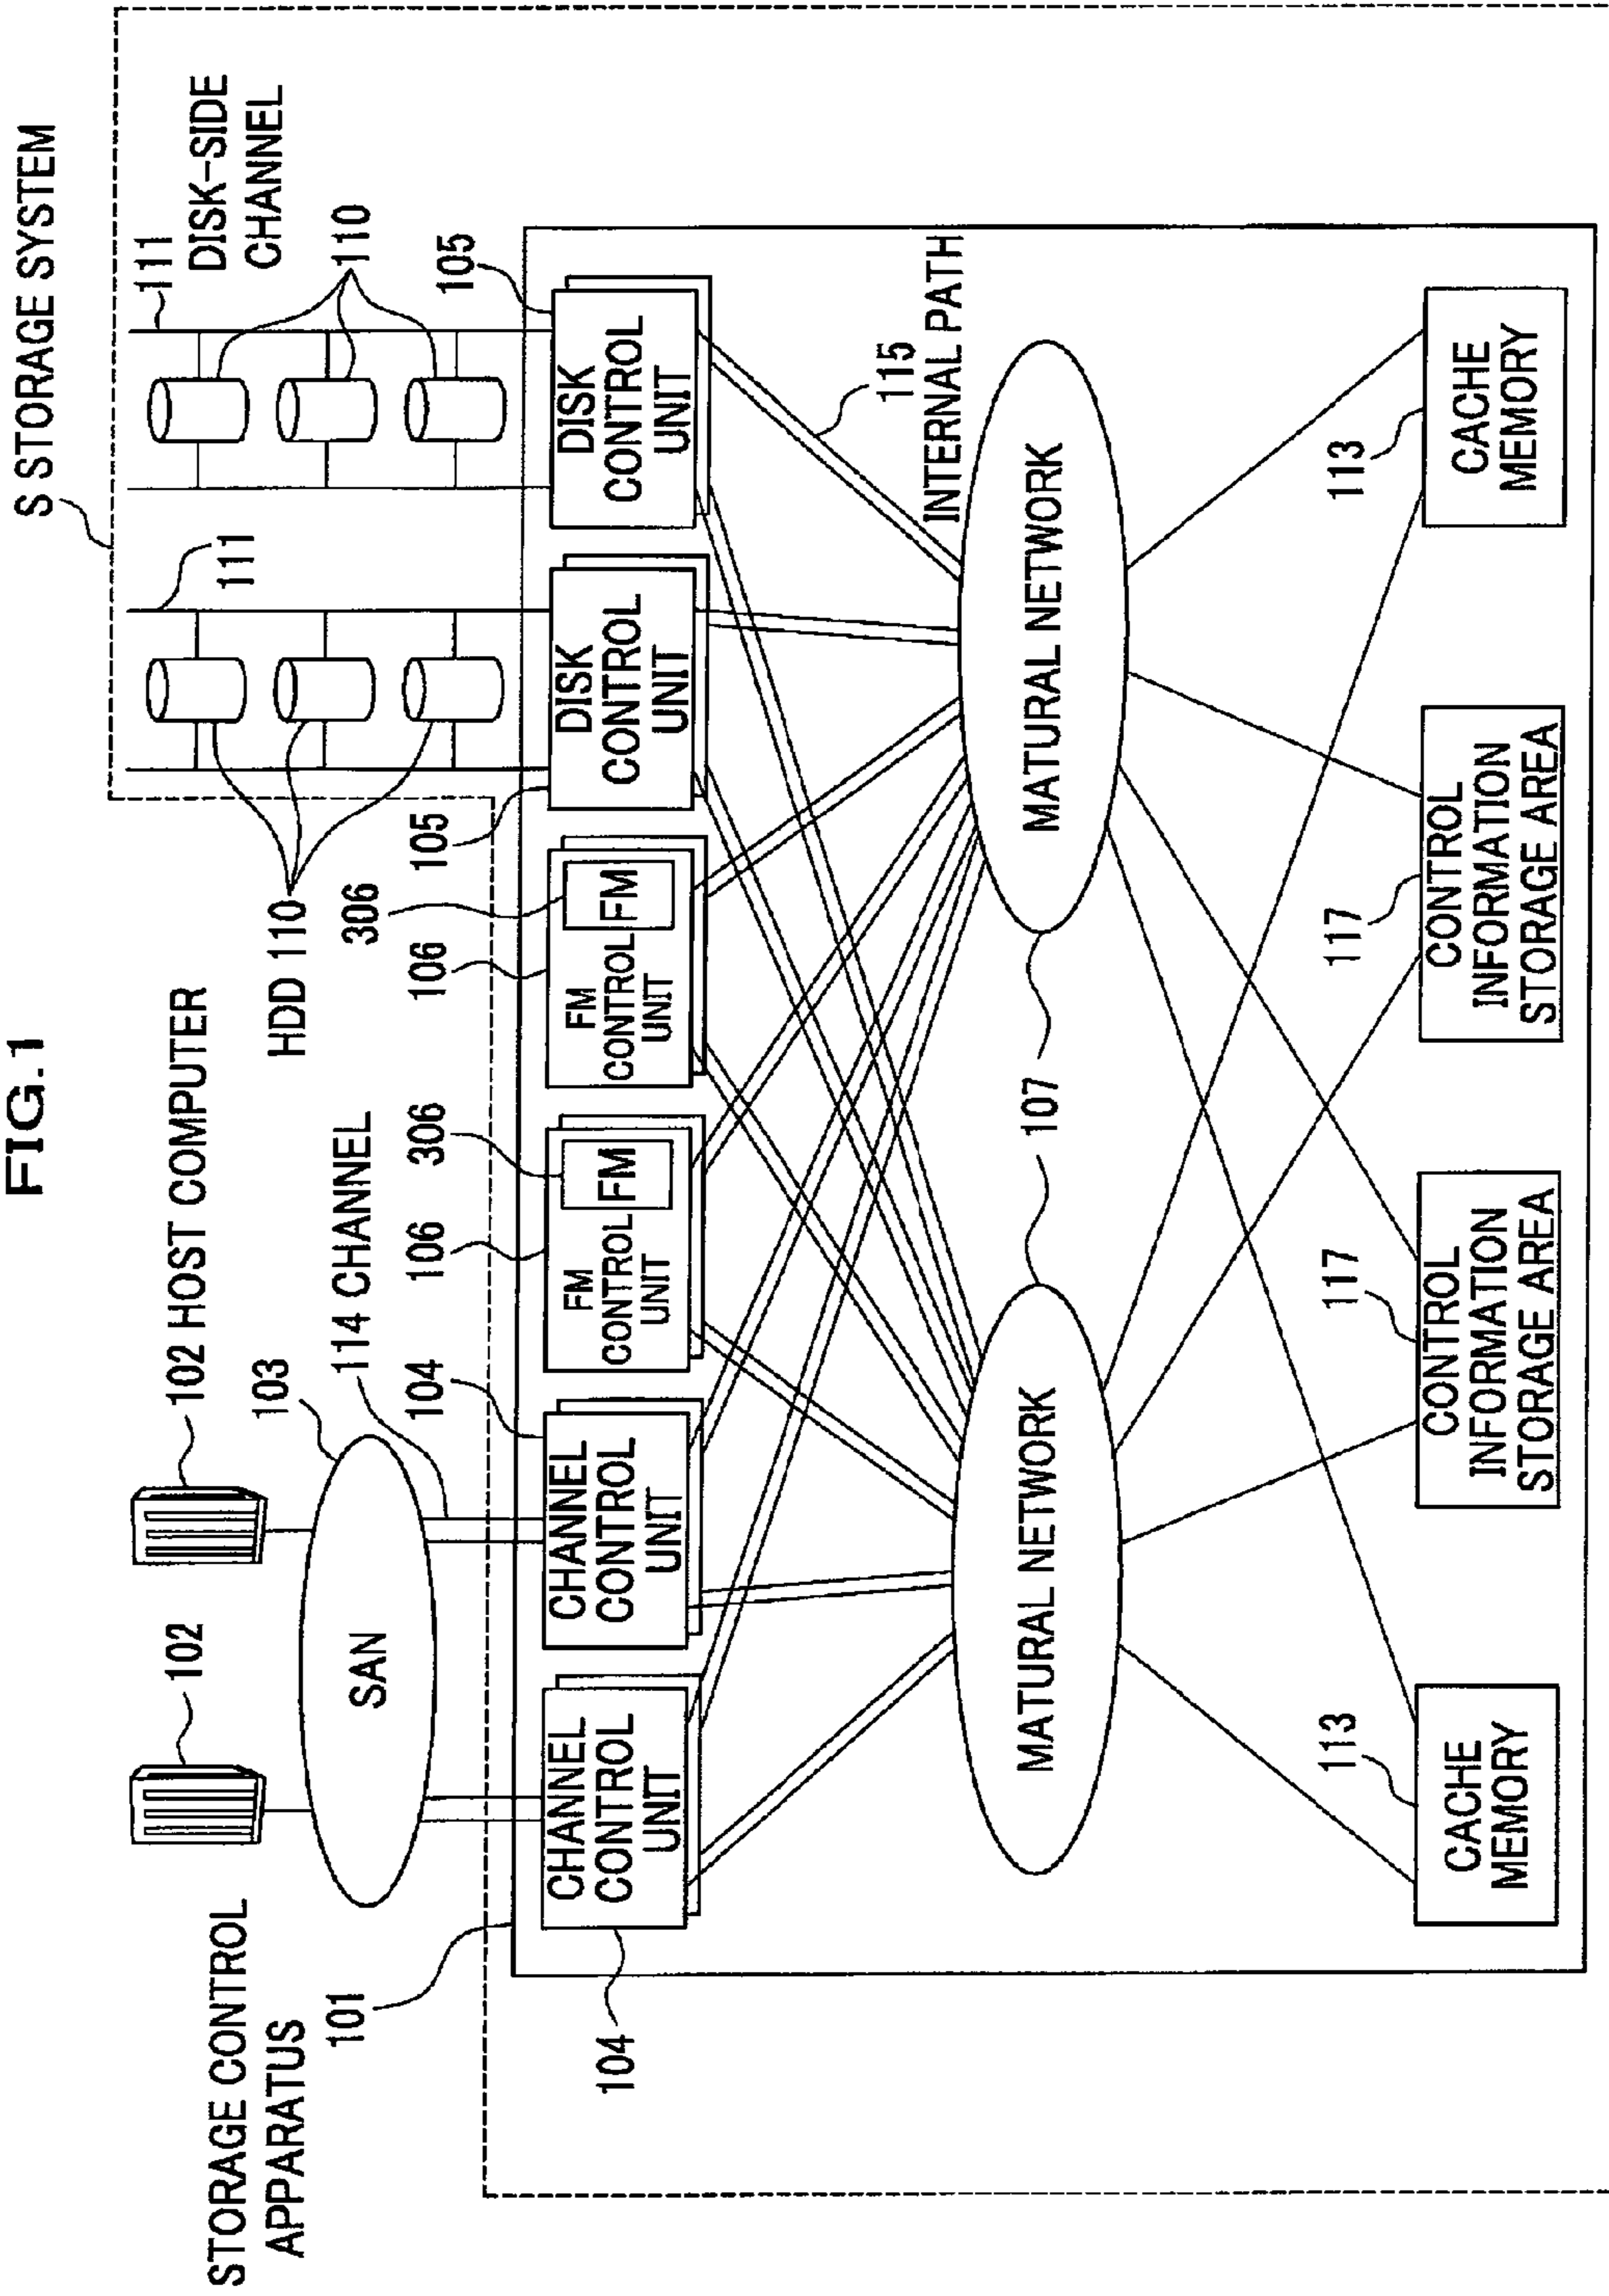 FIG.1
S STORAGE SYSTEM
STORAGE CONTROL
APPARATUS
101
102
102 HOST COMPUTER
103
SAN
114 CHANNEL
HDD 110
111
111
DISK-SIDE
CHANNEL
110
104
CHANNEL
CONTROL
UNIT
104
CHANNEL
CONTROL
UNIT
106
306
FM
CONTROL
UNIT
FM
106
306
FM
CONTROL
UNIT
FM
105
DISK
CONTROL
UNIT
105
DISK
CONTROL
UNIT
115
INTERNAL PATH
MATURAL NETWORK
107
MATURAL NETWORK
113
CACHE
MEMORY
117
CONTROL
INFORMATION
STORAGE AREA
117
CONTROL
INFORMATION
STORAGE AREA
113
CACHE
MEMORY